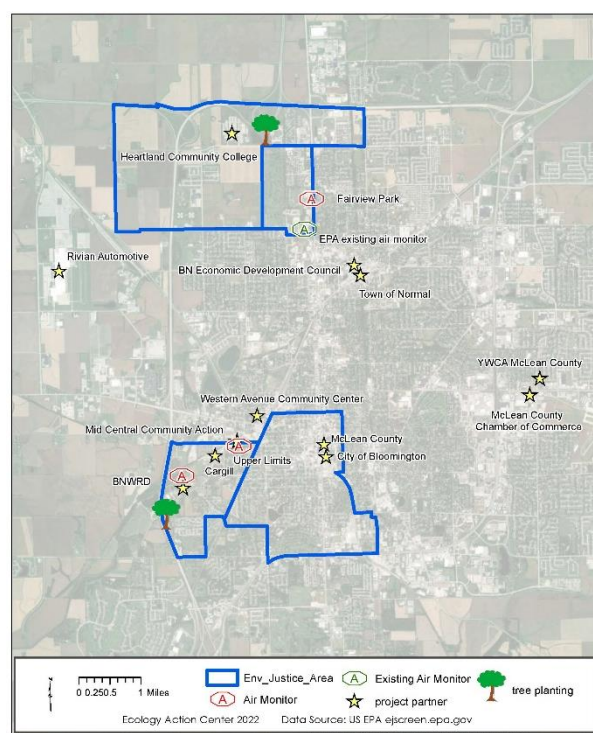 Heartland Community College
A
Fairview Park
A
EPA existing air monitor
Rivian Automotive
BN Economic Development Council
Town of Normal
YWCA McLean County
McLean County
Chamber of Commerce
Western Avenue Community Center
Mid Central Community Action
McLean County
A
Upper Limits
City of Bloomington
Cargill
BNWRD
A
Env_Justice_Area
A
Existing Air Monitor
tree planting
0 0.250.5 1 Miles
A
Air Monitor
project partner
Ecology Action Center 2022 Data Source: US EPA ejscreen.epa.gov